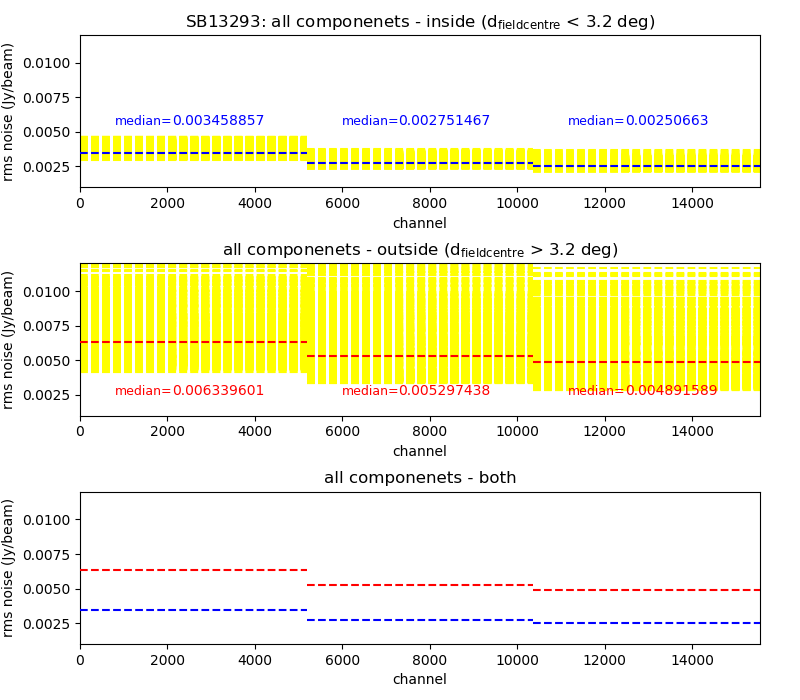 SB13293: all componenets - inside (dfieldcentre < 3.2 deg)
rms noise (Jy/beam)
0.0100
0.0075
0.0050
0.0025
median=0.003458857 median=0.002751467 median=0.00250663
0 2000 4000 6000 8000 10000 12000 14000
channel
all componenets - outside (dfieldcentre > 3.2 deg)
rms noise (Jy/beam)
0.0100
0.0075
0.0050
0.0025
median=0.006339601 median=0.005297438 median=0.004891589
0 2000 4000 6000 8000 10000 12000 14000
channel
all componenets - both
rms noise (Jy/beam)
0.0100
0.0075
0.0050
0.0025
0 2000 4000 6000 8000 10000 12000 14000
channel